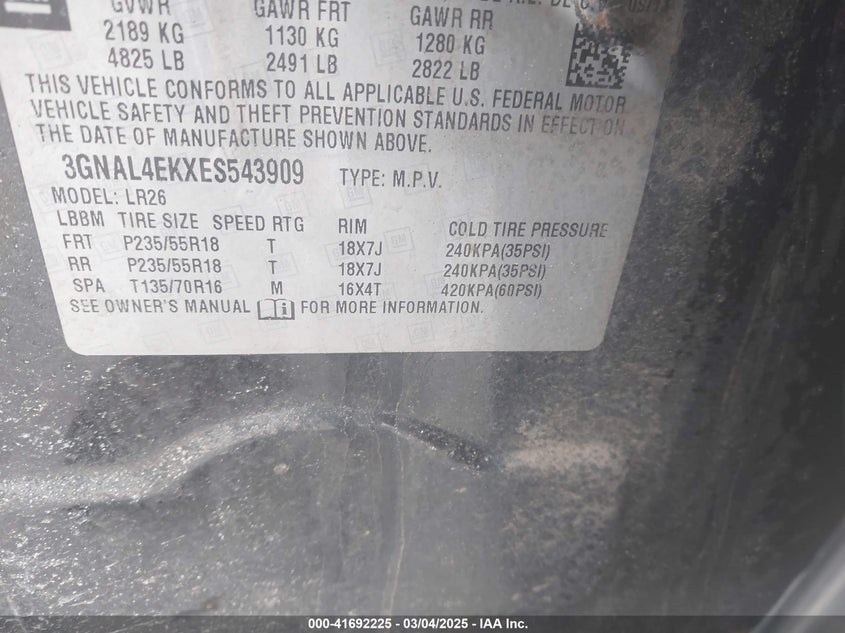 GM
GVWR GAWR FRT GAWR RR
2189 KG 1130 KG 1280 KG
4825 LB 2491 LB 2822 LB
THIS VEHICLE CONFORMS TO ALL APPLICABLE U.S. FEDERAL MOTOR
VEHICLE SAFETY AND THEFT PREVENTION STANDARDS IN EFFECT ON
THE DATE OF MANUFACTURE SHOWN ABOVE.
3GNAL4EKXES543909 TYPE: M.P.V.
MODEL: LR26
LBBM TIRE SIZE SPEED RTG RIM COLD TIRE PRESSURE
FRT P235/55R18 T 18X7J 240KPA(35PSI)
RR P235/55R18 T 18X7J 240KPA(35PSI)
SPA T135/70R16 M 16X4T 420KPA(60PSI)
SEE OWNER'S MANUAL FOR MORE INFORMATION.
000-41692225 - 03/04/2025 - IAA Inc.